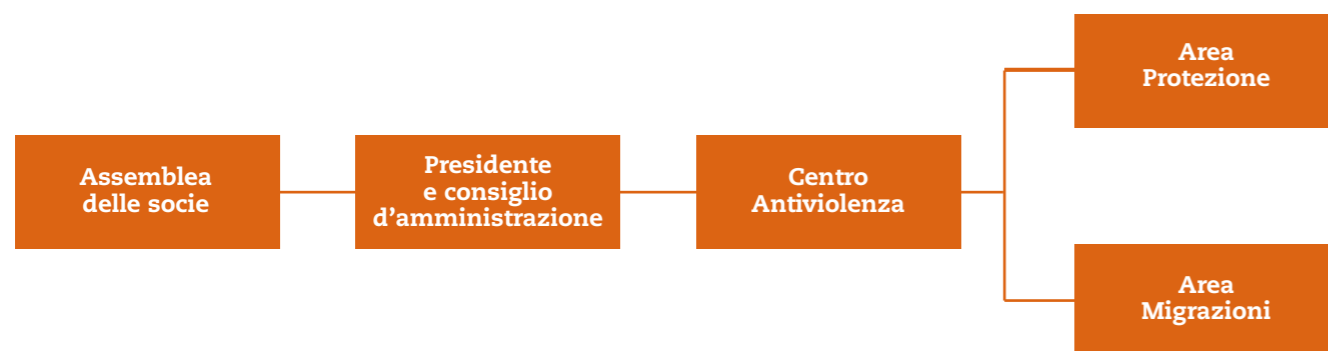 Assemblea
delle socie
Presidente
e consiglio
d'amministrazione
Centro
Antiviolenza
Area
Protezione
Area
Migrazioni